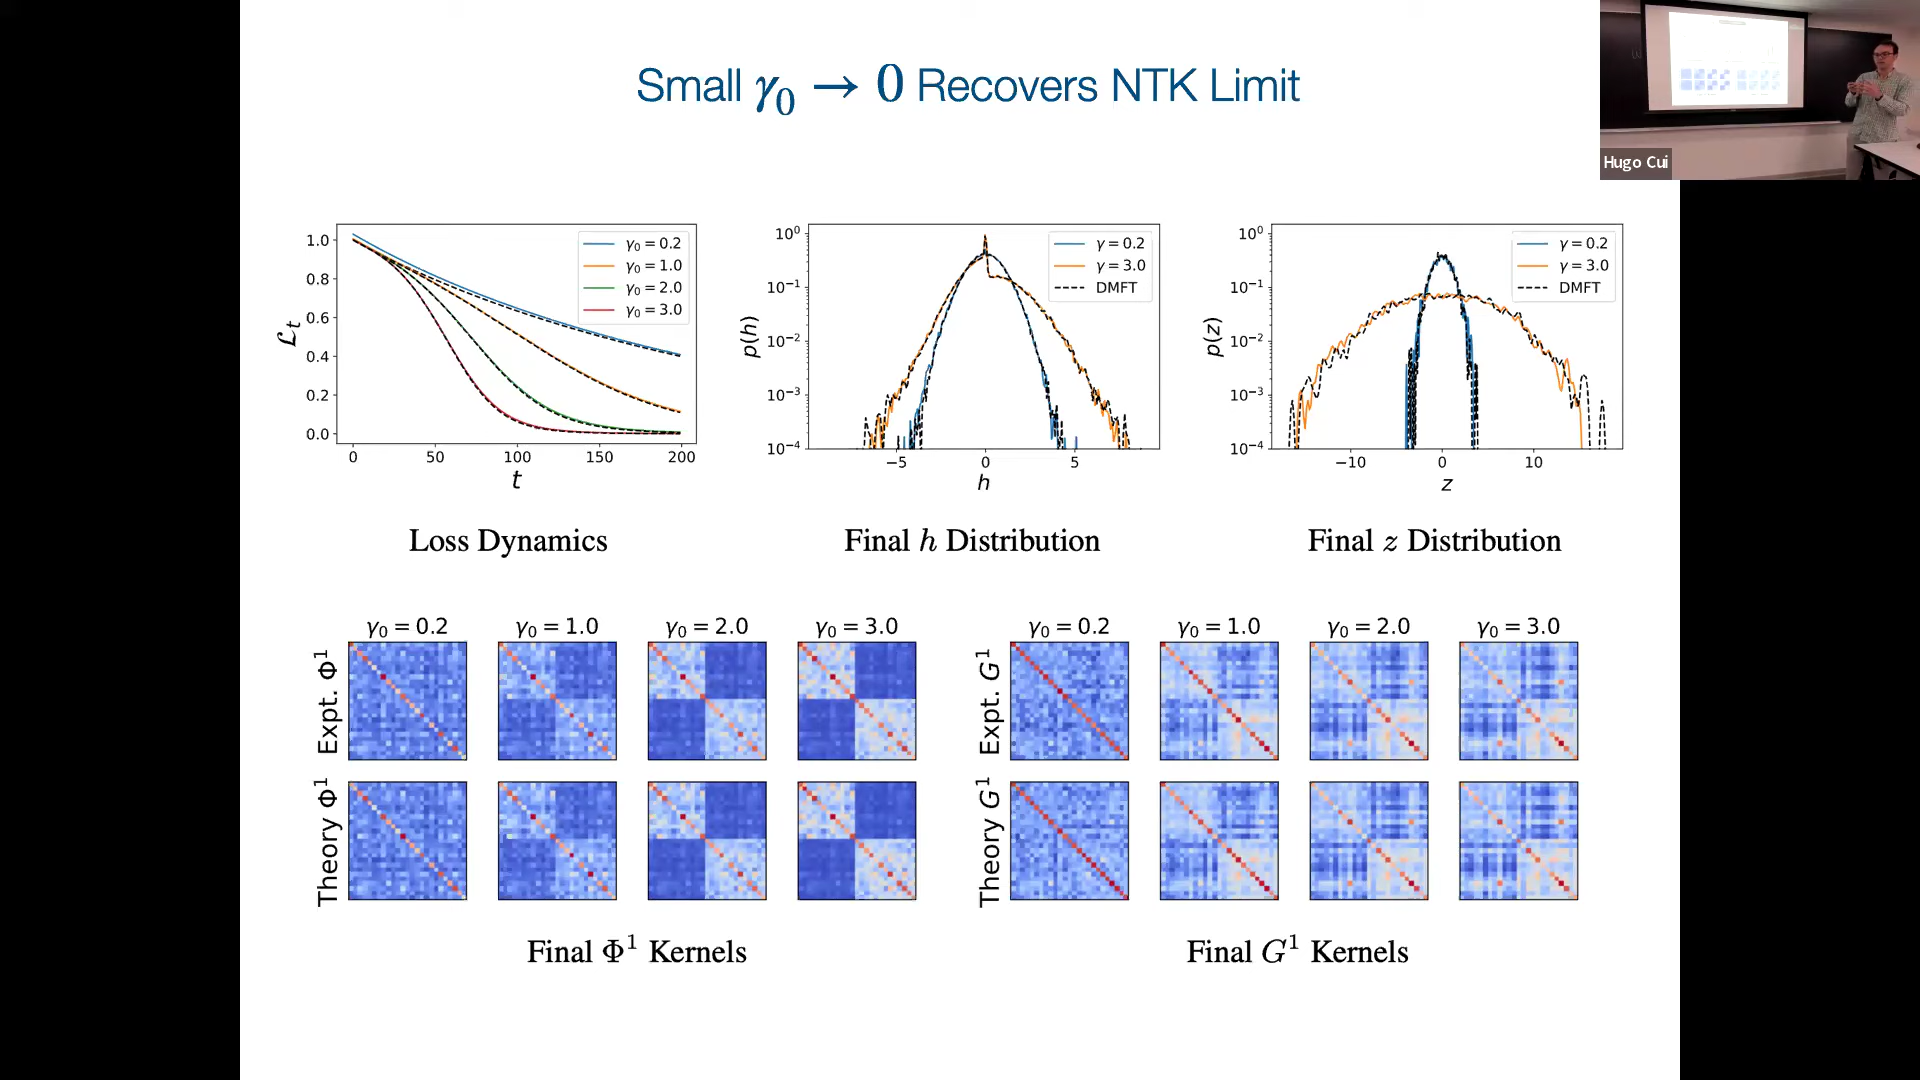 Small γ₀ → 0 Recovers NTK Limit
Hugo Cui
1.0
0.8
0.6
0.4
0.2
0.0
ℒₜ
0 50 100 150 200
t
γ₀ = 0.2
γ₀ = 1.0
γ₀ = 2.0
γ₀ = 3.0
Loss Dynamics
10⁰
10⁻¹
10⁻²
10⁻³
10⁻⁴
p(h)
−5 0 5
h
γ = 0.2
γ = 3.0
DMFT
Final h Distribution
10⁰
10⁻¹
10⁻²
10⁻³
10⁻⁴
p(z)
−10 0 10
z
γ = 0.2
γ = 3.0
DMFT
Final z Distribution
γ₀ = 0.2 γ₀ = 1.0 γ₀ = 2.0 γ₀ = 3.0
Expt. Φ¹
Theory Φ¹
Final Φ¹ Kernels
γ₀ = 0.2 γ₀ = 1.0 γ₀ = 2.0 γ₀ = 3.0
Expt. G¹
Theory G¹
Final G¹ Kernels